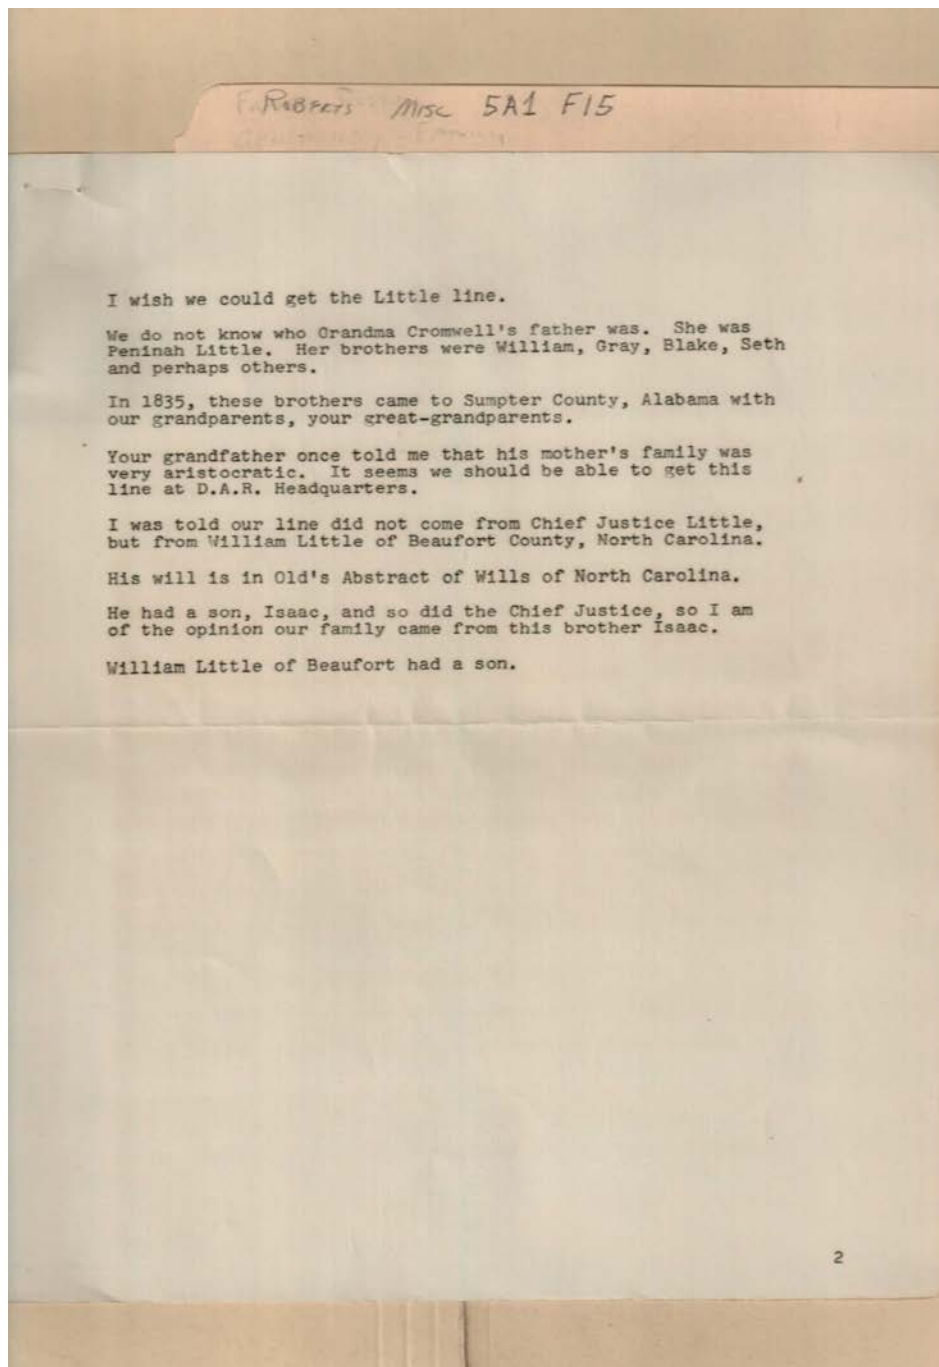 ROBERTS MISC 5A1 F15
I wish we could get the Little line.
We do not know who Grandma Cromwell's father was. She was
Peninah Little. Her brothers were William, Gray, Blake, Seth
and perhaps others.
In 1835, these brothers came to Sumpter County, Alabama with
our grandparents, your great-grandparents.
Your grandfather once told me that his mother's family was
very aristocratic. It seems we should be able to get this
line at D.A.R. Headquarters.
I was told our line did not come from Chief Justice Little,
but from William Little of Beaufort County, North Carolina.
His will is in Old's Abstract of Wills of North Carolina.
He had a son, Isaac, and so did the Chief Justice, so I am
of the opinion our family came from this brother Isaac.
William Little of Beaufort had a son.
2